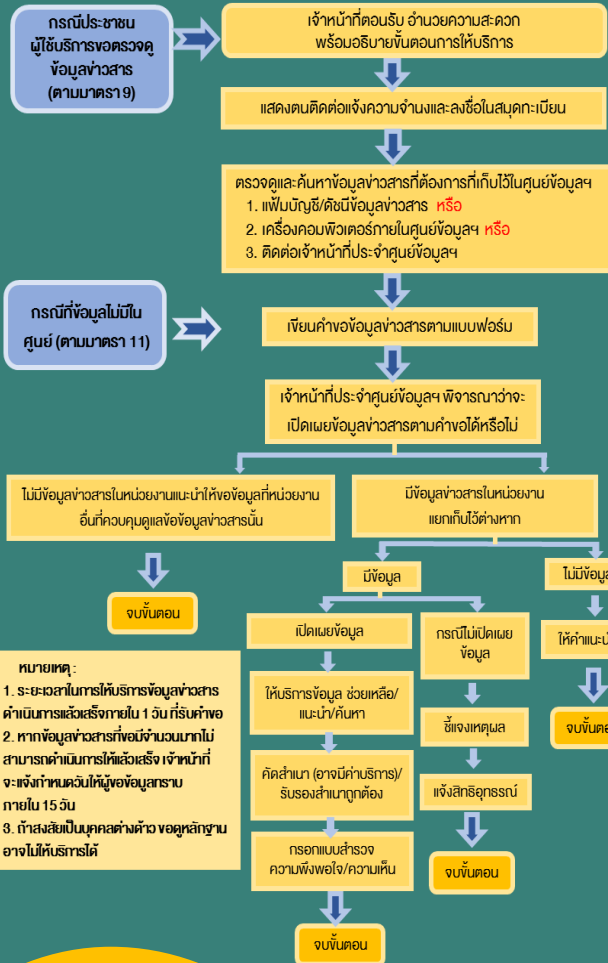 กรณีประชาชน
ผู้ใช้บริการขอตรวจดู
ข้อมูลข่าวสาร
(ตามมาตรา 9)
เจ้าหน้าที่ตอนรับ อำนวยความสะดวก
พร้อมอธิบายขั้นตอนการให้บริการ
แสดงตนติดต่อแจ้งความจำนงและลงชื่อในสมุดทะเบียน
ตรวจดูและค้นหาข้อมูลข่าวสารที่ต้องการที่เก็บไว้ในศูนย์ข้อมูลฯ
1. แฟ้มบัญชี/ดัชนีข้อมูลข่าวสาร หรือ
2. เครื่องคอมพิวเตอร์ภายในศูนย์ข้อมูลฯ หรือ
3. ติดต่อเจ้าหน้าที่ประจำศูนย์ข้อมูลฯ
กรณีที่ข้อมูลไม่มีใน
ศูนย์ (ตามมาตรา 11)
เขียนคำขอข้อมูลข่าวสารตามแบบฟอร์ม
เจ้าหน้าที่ประจำศูนย์ข้อมูลฯ พิจารณาว่าจะ
เปิดเผยข้อมูลข่าวสารตามคำขอได้หรือไม่
ไม่มีข้อมูลข่าวสารในหน่วยงานแนะนำให้ขอข้อมูลที่หน่วยงาน
อื่นที่ควบคุมดูแลข้อข้อมูลข่าวสารนั้น
มีข้อมูลข่าวสารในหน่วยงาน
แยกเก็บไว้ต่างหาก
จบขั้นตอน
มีข้อมูล
ไม่มีข้อมูล
เปิดเผยข้อมูล
กรณีไม่เปิดเผย
ข้อมูล
ให้คำแนะนำ
ให้บริการข้อมูล ช่วยเหลือ/
แนะนำ/ค้นหา
ชี้แจงเหตุผล
จบขั้นตอน
คัดสำเนา (อาจมีค่าบริการ)/
รับรองสำเนาถูกต้อง
แจ้งสิทธิอุทธรณ์
กรอกแบบสำรวจ
ความพึงพอใจ/ความเห็น
จบขั้นตอน
จบขั้นตอน
หมายเหตุ :
1. ระยะเวลาในการให้บริการข้อมูลข่าวสาร
ดำเนินการแล้วเสร็จภายใน 1 วัน ที่รับคำขอ
2. หากข้อมูลข่าวสารที่ขอมีจำนวนมากไม่
สามารถดำเนินการให้แล้วเสร็จ เจ้าหน้าที่
จะแจ้งกำหนดวันให้ผู้ขอข้อมูลทราบ
ภายใน 15 วัน
3. ถ้าสงสัยเป็นบุคคลต่างด้าว ขอดูหลักฐาน
อาจไม่ให้บริการได้